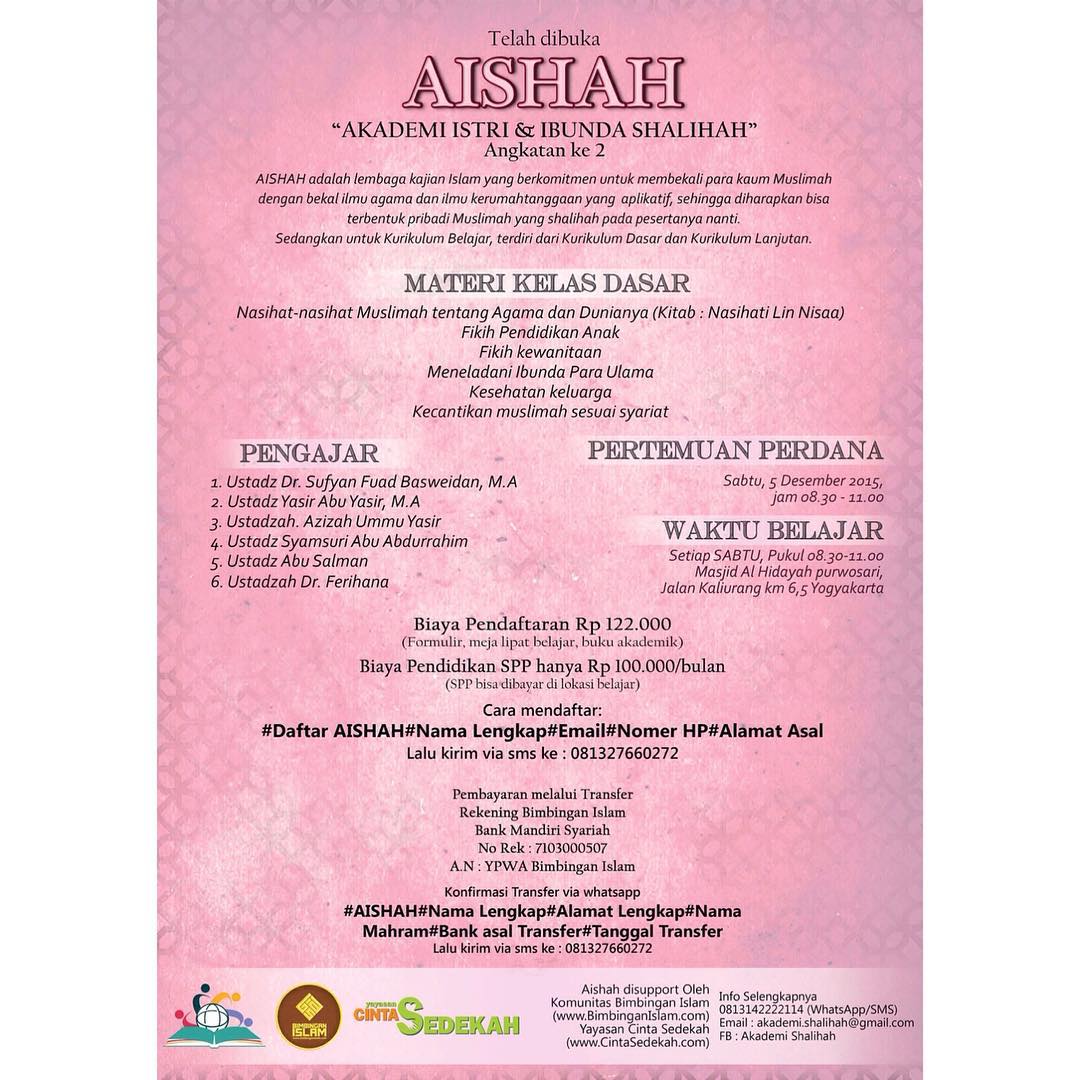 Telah dibuka
AISHAH
“AKADEMI ISTRI & IBUNDA SHALIHAH”
Angkatan ke 2
AISHAH adalah lembaga kajian Islam yang berkomitmen untuk membekali para kaum Muslimah
dengan bekal ilmu agama dan ilmu kerumahtanggaan yang aplikatif, sehingga diharapkan bisa
terbentuk pribadi Muslimah yang shalihah pada pesertanya nanti.
Sedangkan untuk Kurikulum Belajar, terdiri dari Kurikulum Dasar dan Kurikulum Lanjutan.
MATERI KELAS DASAR
Nasihat-nasihat Muslimah tentang Agama dan Dunianya (Kitab : Nasihati Lin Nisaa)
Fikih Pendidikan Anak
Fikih kewanitaan
Meneladani Ibunda Para Ulama
Kesehatan keluarga
Kecantikan muslimah sesuai syariat
PENGAJAR
1. Ustadz Dr. Sufyan Fuad Basweidan, M.A
2. Ustadz Yasir Abu Yasir, M.A
3. Ustadzah. Azizah Ummu Yasir
4. Ustadz Syamsuri Abu Abdurrahim
5. Ustadz Abu Salman
6. Ustadzah Dr. Ferihana
PERTEMUAN PERDANA
Sabtu, 5 Desember 2015,
jam 08.30 - 11.00
WAKTU BELAJAR
Setiap SABTU, Pukul 08.30-11.00
Masjid Al Hidayah purwosari,
Jalan Kaliurang km 6,5 Yogyakarta
Biaya Pendaftaran Rp 122.000
(Formulir, meja lipat belajar, buku akademik)
Biaya Pendidikan SPP hanya Rp 100.000/bulan
(SPP bisa dibayar di lokasi belajar)
Cara mendaftar:
#Daftar AISHAH#Nama Lengkap#Email#Nomer HP#Alamat Asal
Lalu kirim via sms ke : 081327660272
Pembayaran melalui Transfer
Rekening Bimbingan Islam
Bank Mandiri Syariah
No Rek : 7103000507
A.N : YPWA Bimbingan Islam
Konfirmasi Transfer via whatsapp
#AISHAH#Nama Lengkap#Alamat Lengkap#Nama
Mahram#Bank asal Transfer#Tanggal Transfer
Lalu kirim via sms ke : 081327660272
BIMBINGAN
ISLAM
yayasan
CINTA SEDEKAH
Aishah disupport Oleh
Komunitas Bimbingan Islam
(www.BimbinganIslam.com)
Yayasan Cinta Sedekah
(www.CintaSedekah.com)
Info Selengkapnya
0813142222114 (WhatsApp/SMS)
Email : akademi.shalihah@gmail.com
FB : Akademi Shalihah